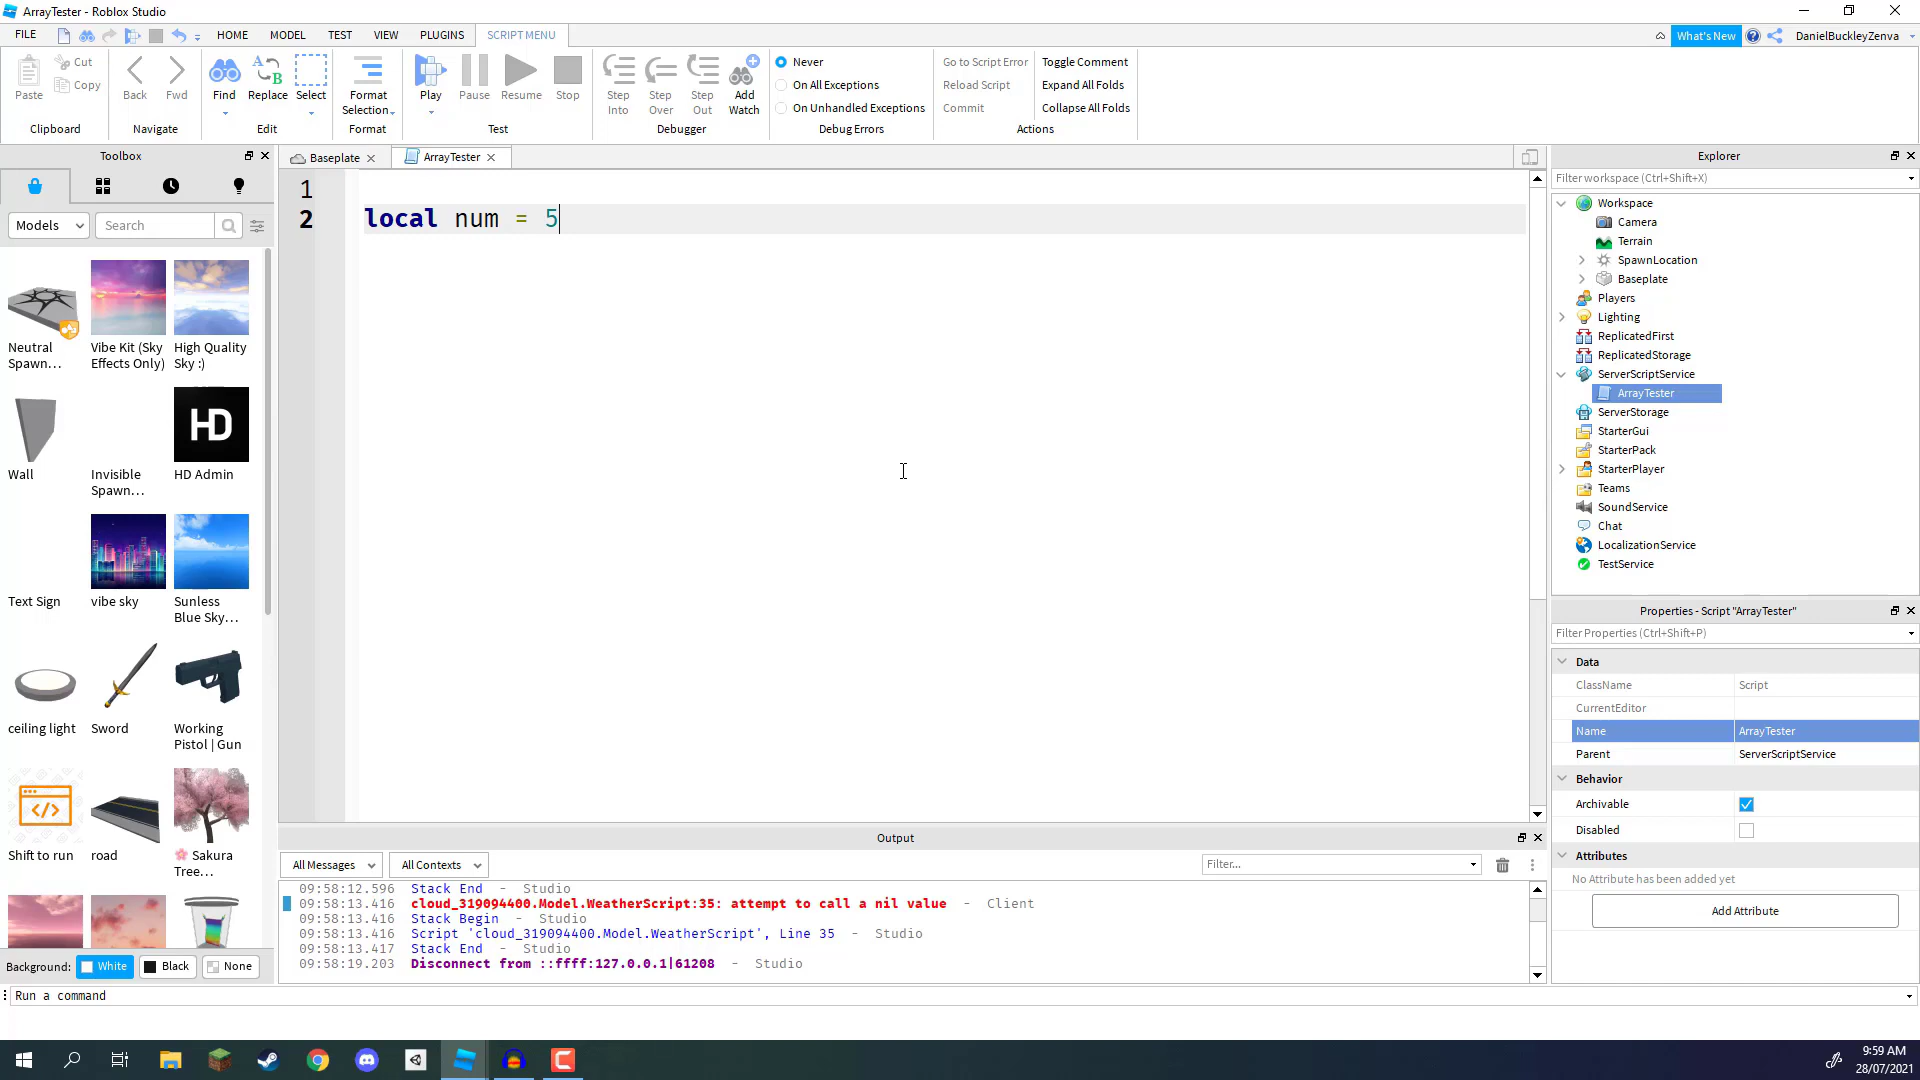 ArrayTester - Roblox Studio
FILE HOME MODEL TEST VIEW PLUGINS SCRIPT MENU What's New DanielBuckleyZenva
Paste Cut Copy
Clipboard
Back Fwd
Navigate
Find Replace Select
Edit
Format Selection
Format
Play Pause Resume Stop
Test
Step Into Step Over Step Out Add Watch
Debugger
Never
On All Exceptions
On Unhandled Exceptions
Debug Errors
Go to Script Error Toggle Comment
Reload Script Expand All Folds
Commit Collapse All Folds
Actions
Toolbox
Models Search
Neutral Spawn...
Vibe Kit (Sky Effects Only)
High Quality Sky :)
HD
Wall
Invisible Spawn...
HD Admin
Text Sign
vibe sky
Sunless Blue Sky...
ceiling light
Sword
Working Pistol | Gun
Shift to run
road
🌸 Sakura Tree...
Background: White Black None
Baseplate ArrayTester
1
2 local num = 5
Output
All Messages All Contexts Filter...
09:58:12.596 Stack End - Studio
09:58:13.416 cloud_319094400.Model.WeatherScript:35: attempt to call a nil value - Client
09:58:13.416 Stack Begin - Studio
09:58:13.416 Script 'cloud_319094400.Model.WeatherScript', Line 35 - Studio
09:58:13.417 Stack End - Studio
09:58:19.203 Disconnect from ::ffff:127.0.0.1|61208 - Studio
Run a command
Explorer
Filter workspace (Ctrl+Shift+X)
Workspace
Camera
Terrain
SpawnLocation
Baseplate
Players
Lighting
ReplicatedFirst
ReplicatedStorage
ServerScriptService
ArrayTester
ServerStorage
StarterGui
StarterPack
StarterPlayer
Teams
SoundService
Chat
LocalizationService
TestService
Properties - Script "ArrayTester"
Filter Properties (Ctrl+Shift+P)
Data
ClassName Script
CurrentEditor
Name ArrayTester
Parent ServerScriptService
Behavior
Archivable
Disabled
Attributes
No Attribute has been added yet
Add Attribute
9:59 AM
28/07/2021